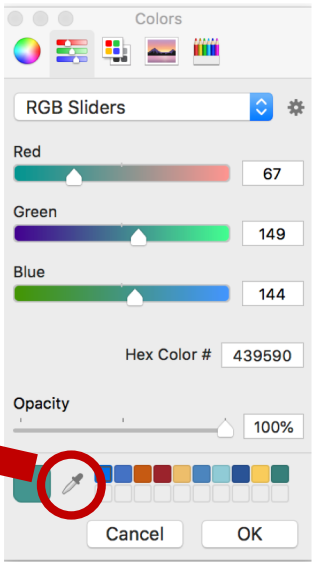 Colors
RGB Sliders
Red
67
Green
149
Blue
144
Hex Color # 439590
Opacity
100%
Cancel OK